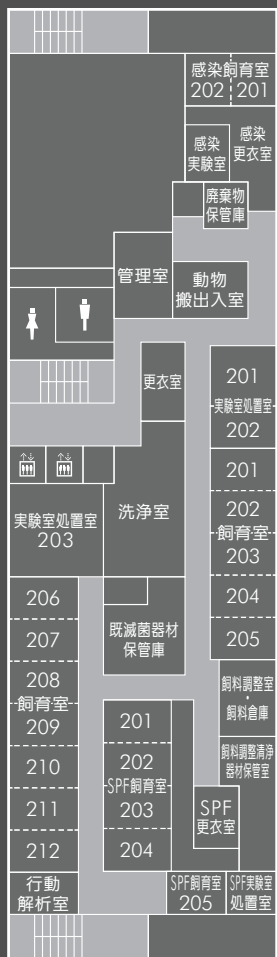 感染飼育室
202 201
感染
実験室
感染
更衣室
廃棄物
保管庫
管理室
動物
搬出入室
更衣室
201
実験室処置室
202
洗浄室
実験室処置室
203
201
202
飼育室
203
204
205
206
207
208
飼育室
209
210
211
212
行動
解析室
既滅菌器材
保管庫
201
202
SPF飼育室
203
204
飼料調整室
・
飼料倉庫
飼料調整清浄
器材保管室
SPF
更衣室
SPF飼育室
205
SPF実験室
処置室